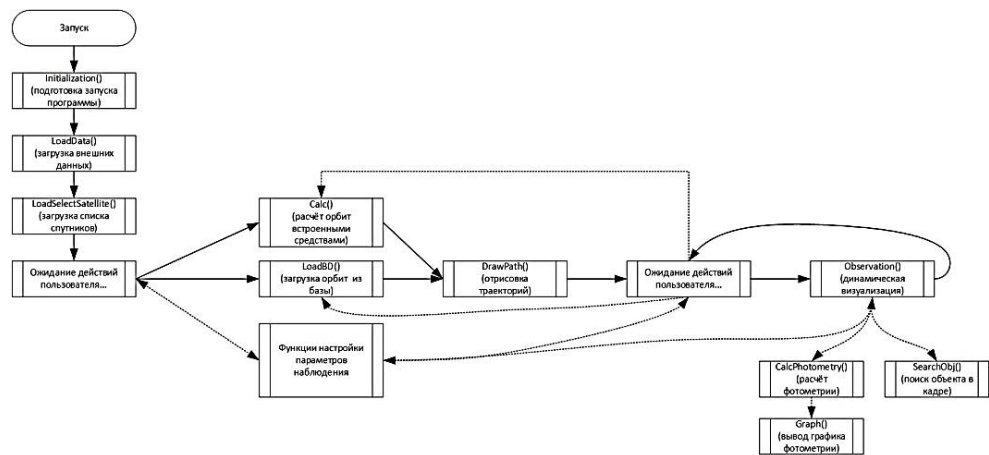 Запуск
Initialization()
(подготовка запуска
программы)
LoadData()
(загрузка внешних
данных)
LoadSelectSatellite()
(загрузка списка
спутников)
Ожидание действий
пользователя...
Calc()
(расчёт орбит
встроенными
средствами)
LoadBD()
(загрузка орбит из
базы)
Функции настройки
параметров
наблюдения
DrawPath()
(отрисовка
траекторий)
Ожидание действий
пользователя...
Observation()
(динамическая
визуализация)
CalcPhotometry()
(расчёт
фотометрии)
SearchObj()
(поиск объекта в
кадре)
Graph()
(вывод графика
фотометрии)